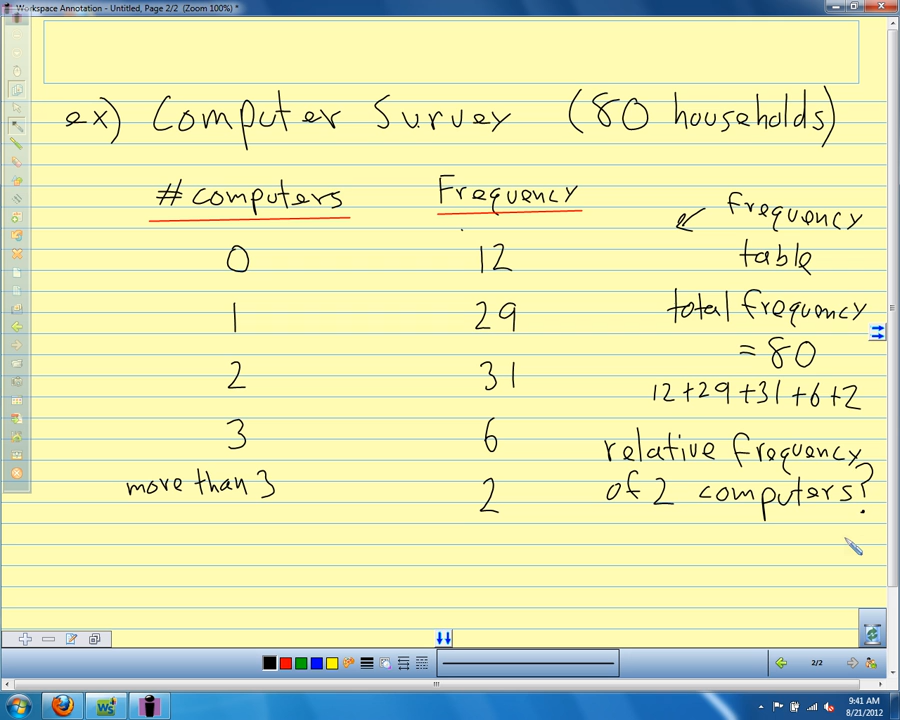 Workspace Annotation - Untitled, Page 2/2 (Zoom 100%) *
ex) Computer Survey (80 households)
# computers Frequency
0 12
1 29
2 31
3 6
more than 3 2
↙ frequency
table
total frequency
= 80
12+29+31+6+2
relative frequency
of 2 computers?
2/2
9:41 AM
8/21/2012